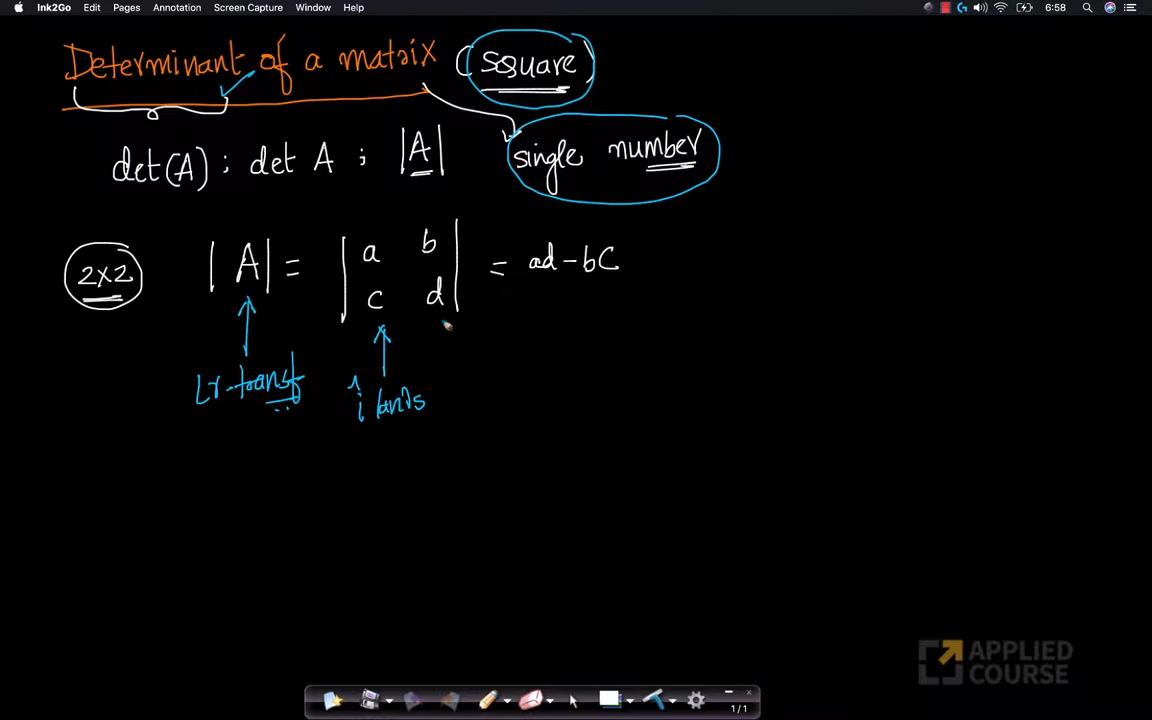 Ink2Go Edit Pages Annotation Screen Capture Window Help 6:58
Determinant of a matrix (square)
det(A) ; det A ; |A| single number
2x2 |A| = | a b | = ad - bC
| c d |
Lr-transf
1/1
APPLIED
COURSE